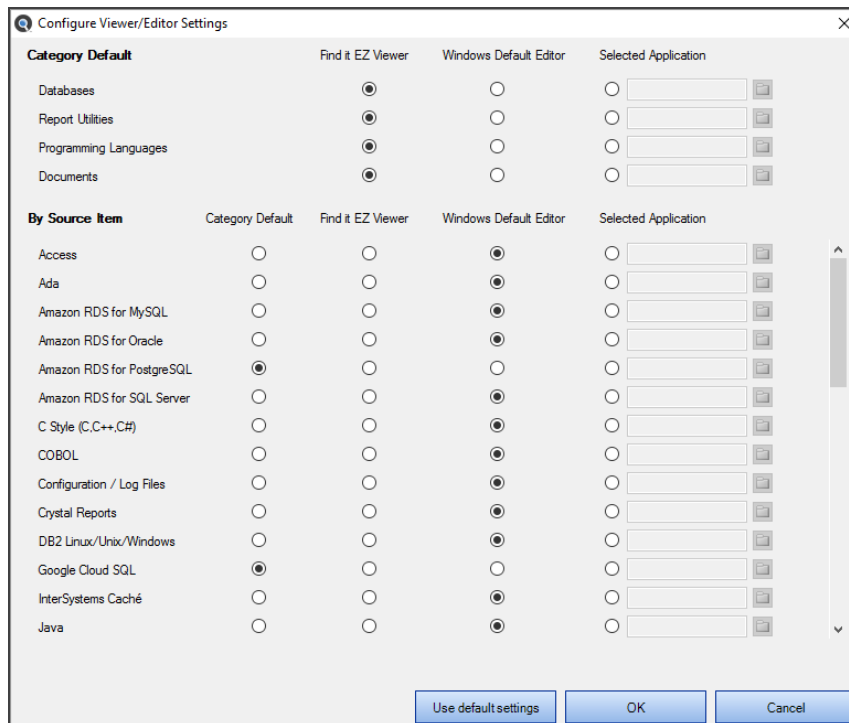 Configure Viewer/Editor Settings
Category Default Find it EZ Viewer Windows Default Editor Selected Application
Databases
Report Utilities
Programming Languages
Documents
By Source Item Category Default Find it EZ Viewer Windows Default Editor Selected Application
Access
Ada
Amazon RDS for MySQL
Amazon RDS for Oracle
Amazon RDS for PostgreSQL
Amazon RDS for SQL Server
C Style (C,C++,C#)
COBOL
Configuration / Log Files
Crystal Reports
DB2 Linux/Unix/Windows
Google Cloud SQL
InterSystems Caché
Java
Use default settings OK Cancel